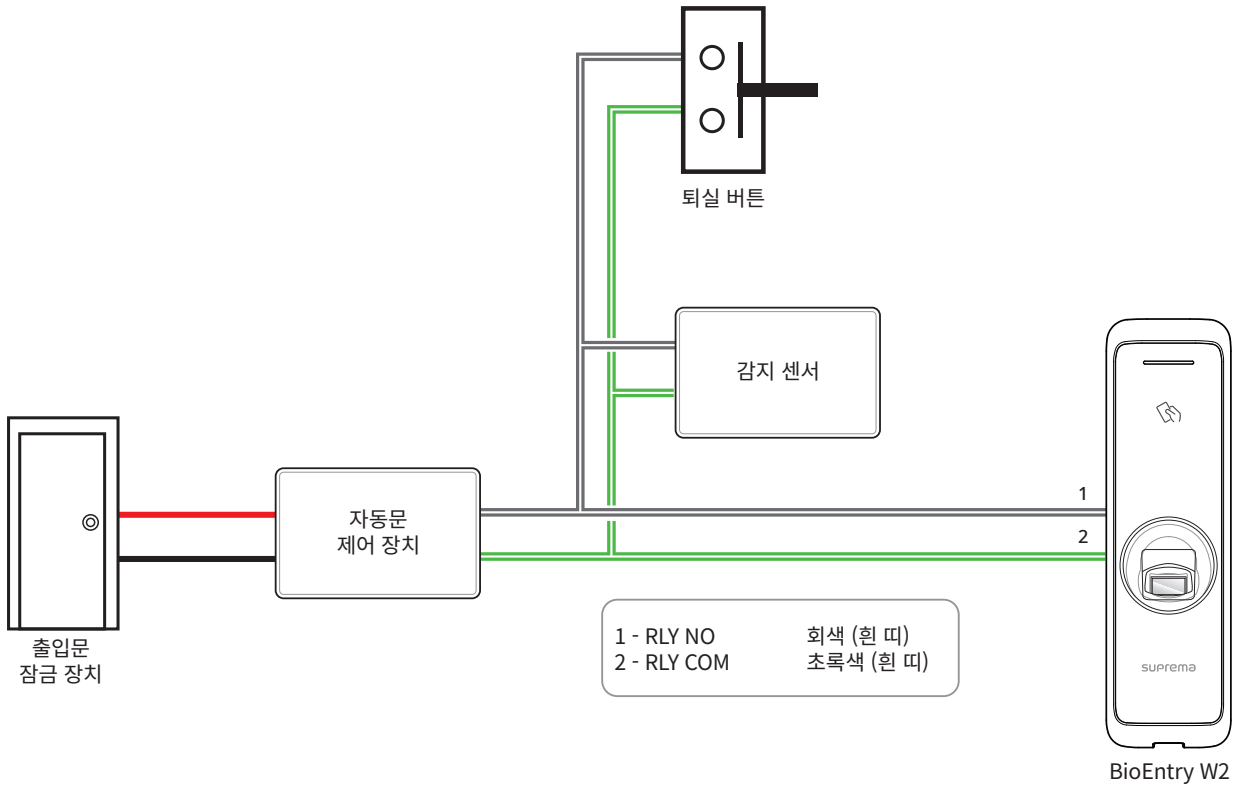 퇴실 버튼
감지 센서
1
자동문
제어 장치
2
1 - RLY NO 회색 (흰 띠)
2 - RLY COM 초록색 (흰 띠)
출입문
잠금 장치
suprema
BioEntry W2